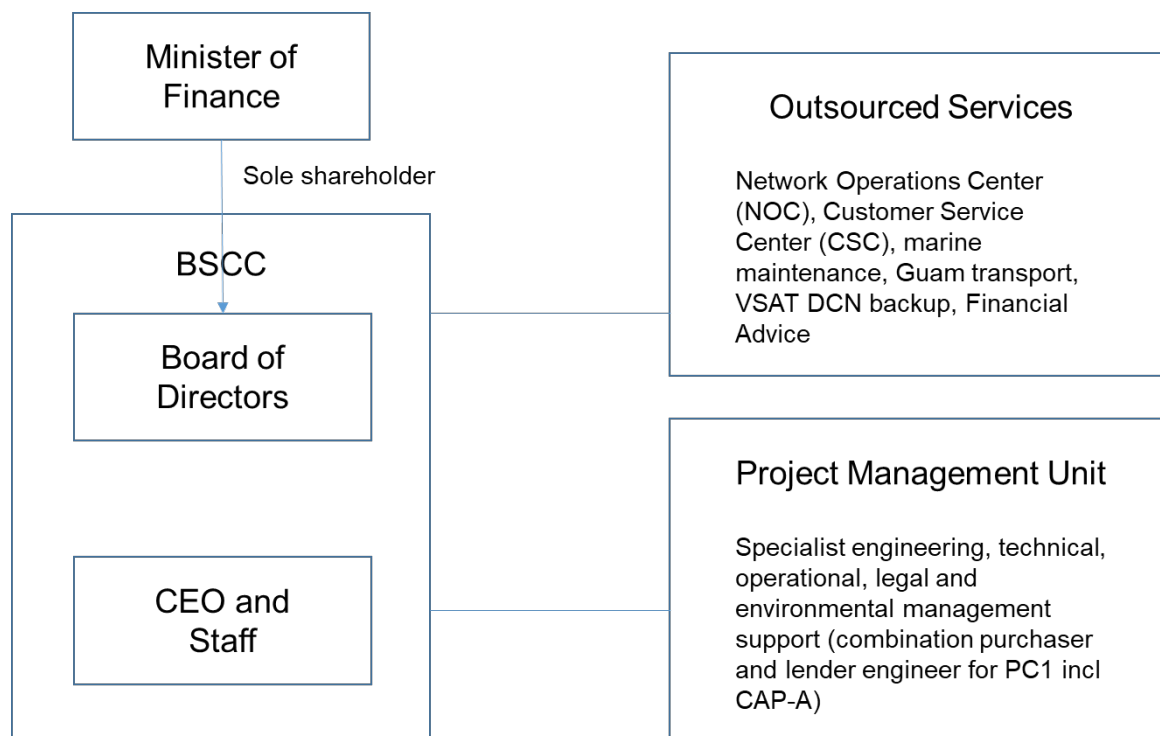 Minister of
Finance
Sole shareholder
BSCC
Board of
Directors
CEO and
Staff
Outsourced Services
Network Operations Center
(NOC), Customer Service
Center (CSC), marine
maintenance, Guam transport,
VSAT DCN backup, Financial
Advice
Project Management Unit
Specialist engineering, technical,
operational, legal and
environmental management
support (combination purchaser
and lender engineer for PC1 incl
CAP-A)